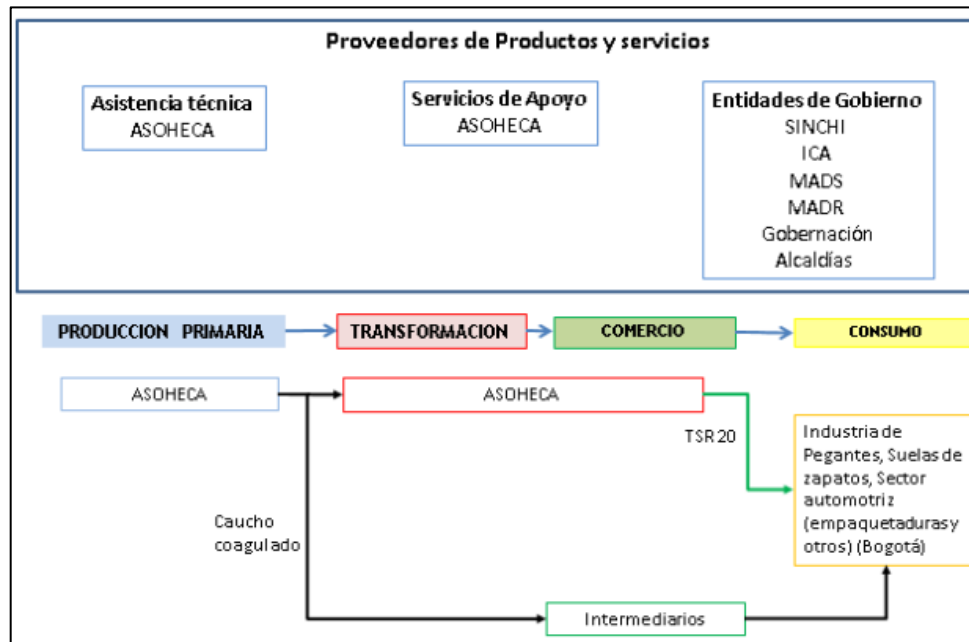 Proveedores de Productos y servicios
Asistencia técnica
ASOHECA
Servicios de Apoyo
ASOHECA
Entidades de Gobierno
SINCHI
ICA
MADS
MADR
Gobernación
Alcaldías
PRODUCCION PRIMARIA
TRANSFORMACION
COMERCIO
CONSUMO
ASOHECA
ASOHECA
TSR 20
Industria de
Pegantes, Suelas de
zapatos, Sector
automotriz
(empaquetaduras y
otros) (Bogotá)
Caucho
coagulado
Intermediarios